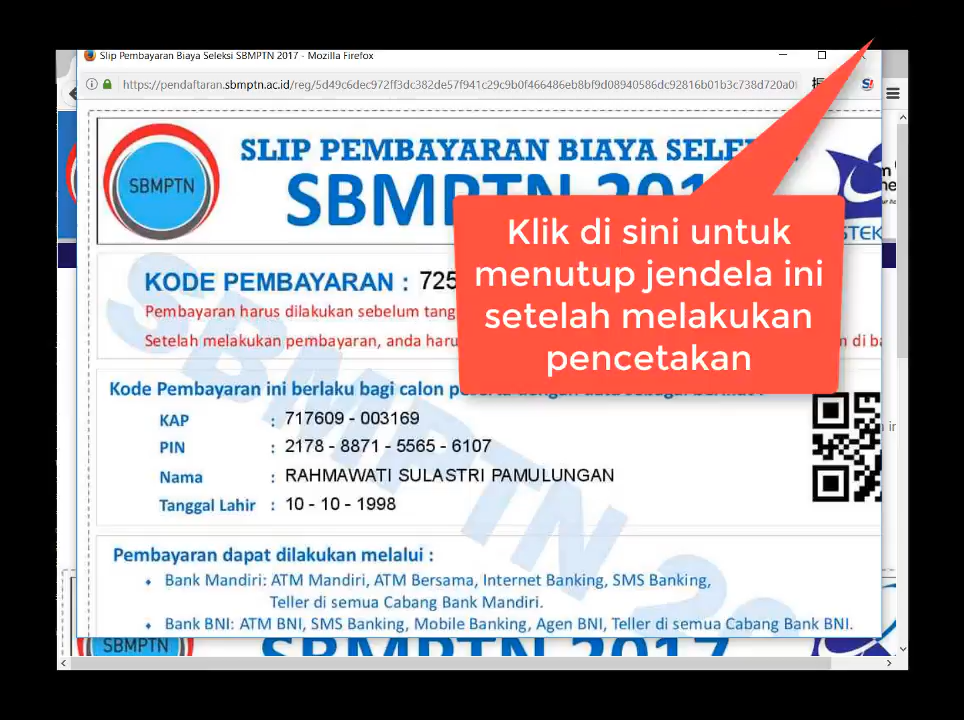 Slip Pembayaran Biaya Seleksi SBMPTN 2017 - Mozilla Firefox
https://pendaftaran.sbmptn.ac.id/reg/5d49c6dec972ff3dc382de57f941c29c9b0f466486eb8bf9d08940586dc92816b01b3c738d720a0
SLIP PEMBAYARAN BIAYA
SBMPTN
SBMPTN 2017
Klik di sini untuk
menutup jendela ini
setelah melakukan
pencetakan
KODE PEMBAYARAN : 725
Pembayaran harus dilakukan sebelum
Setelah melakukan pembayaran, anda
Kode Pembayaran ini berlaku bagi calon
KAP : 717609 - 003169
PIN : 2178 - 8871 - 5565 - 6107
Nama : RAHMAWATI SULASTRI PAMULUNGAN
Tanggal Lahir : 10 - 10 - 1998
Pembayaran dapat dilakukan melalui :
Bank Mandiri: ATM Mandiri, ATM Bersama, Internet Banking, SMS Banking,
Teller di semua Cabang Bank Mandiri.
Bank BNI: ATM BNI, SMS Banking, Mobile Banking, Agen BNI, Teller di semua Cabang Bank BNI.
SBMPTN
SBMPTN 2017